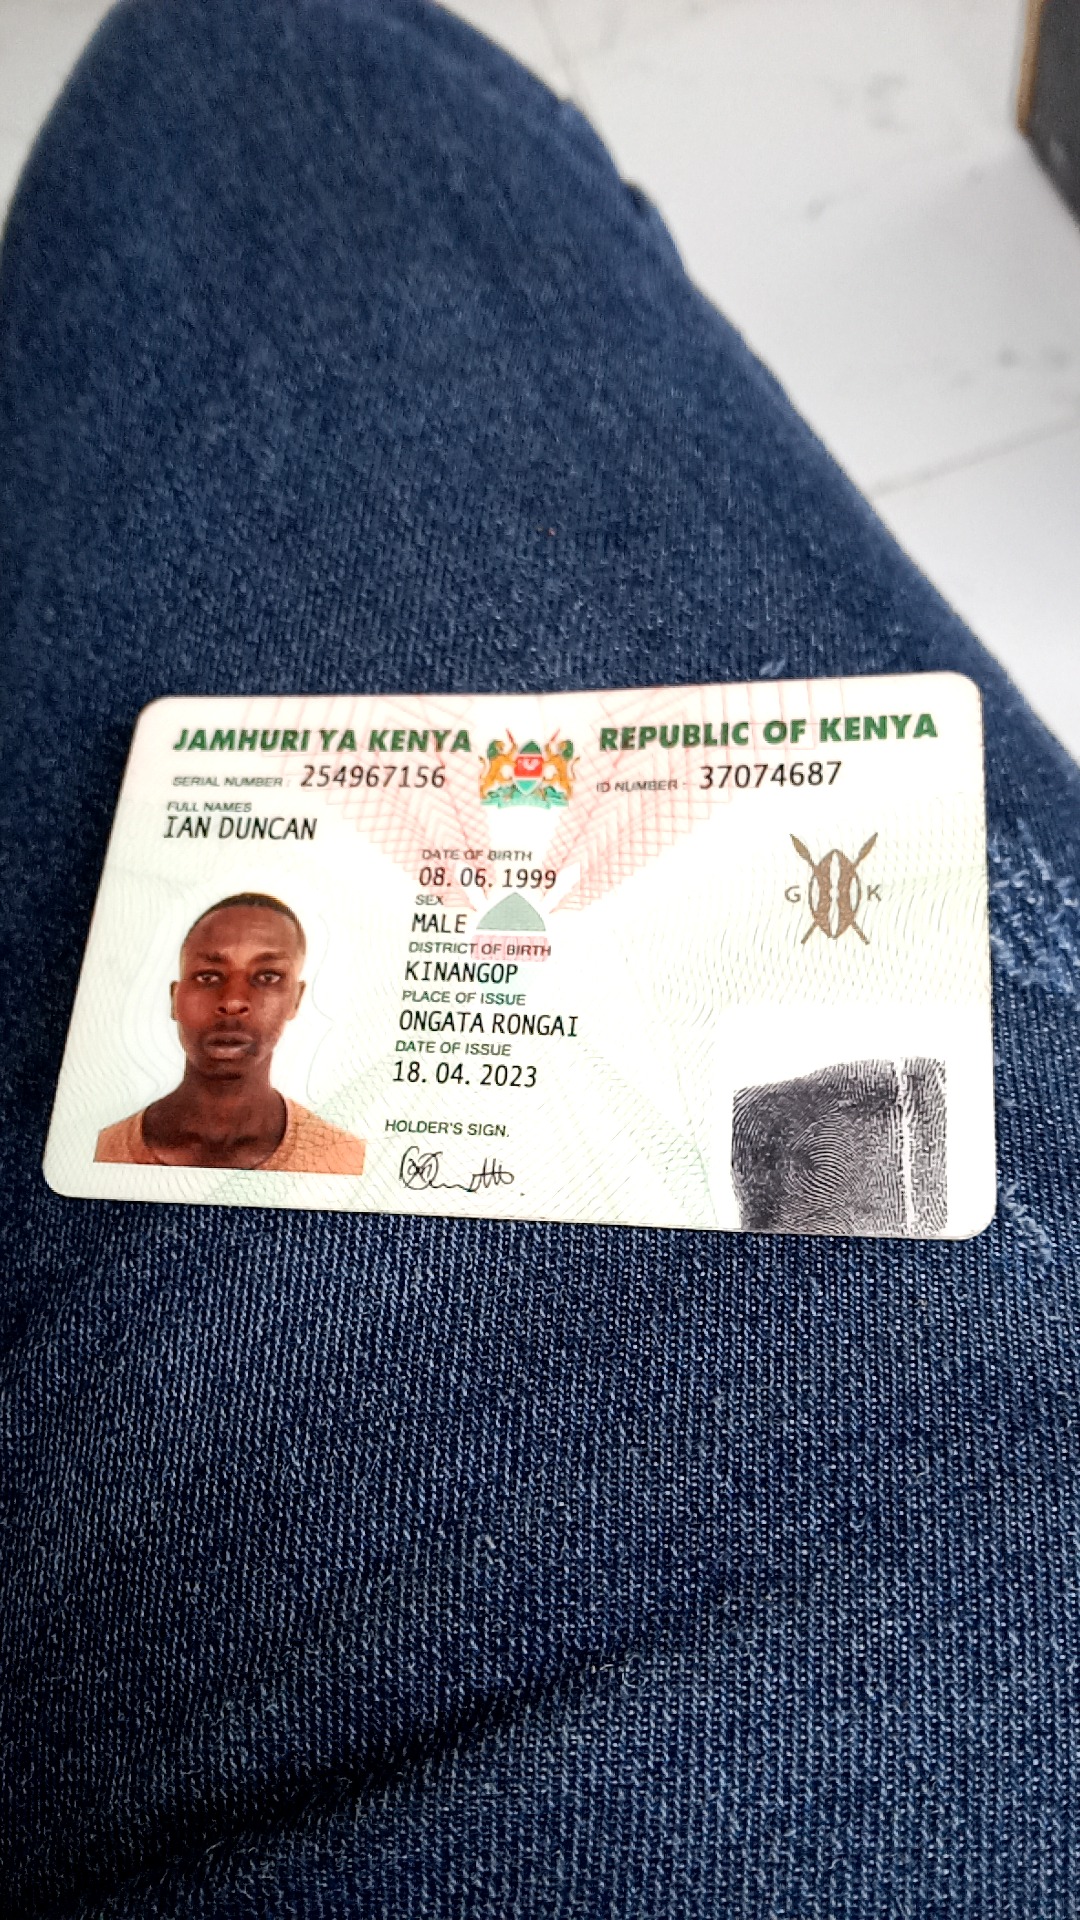 JAMHURI YA KENYA REPUBLIC OF KENYA
SERIAL NUMBER : 254967156 ID NUMBER : 37074687
FULL NAMES
IAN DUNCAN
DATE OF BIRTH
08. 06. 1999
SEX
MALE
DISTRICT OF BIRTH
KINANGOP
PLACE OF ISSUE
ONGATA RONGAI
DATE OF ISSUE
18. 04. 2023
HOLDER'S SIGN.
G K